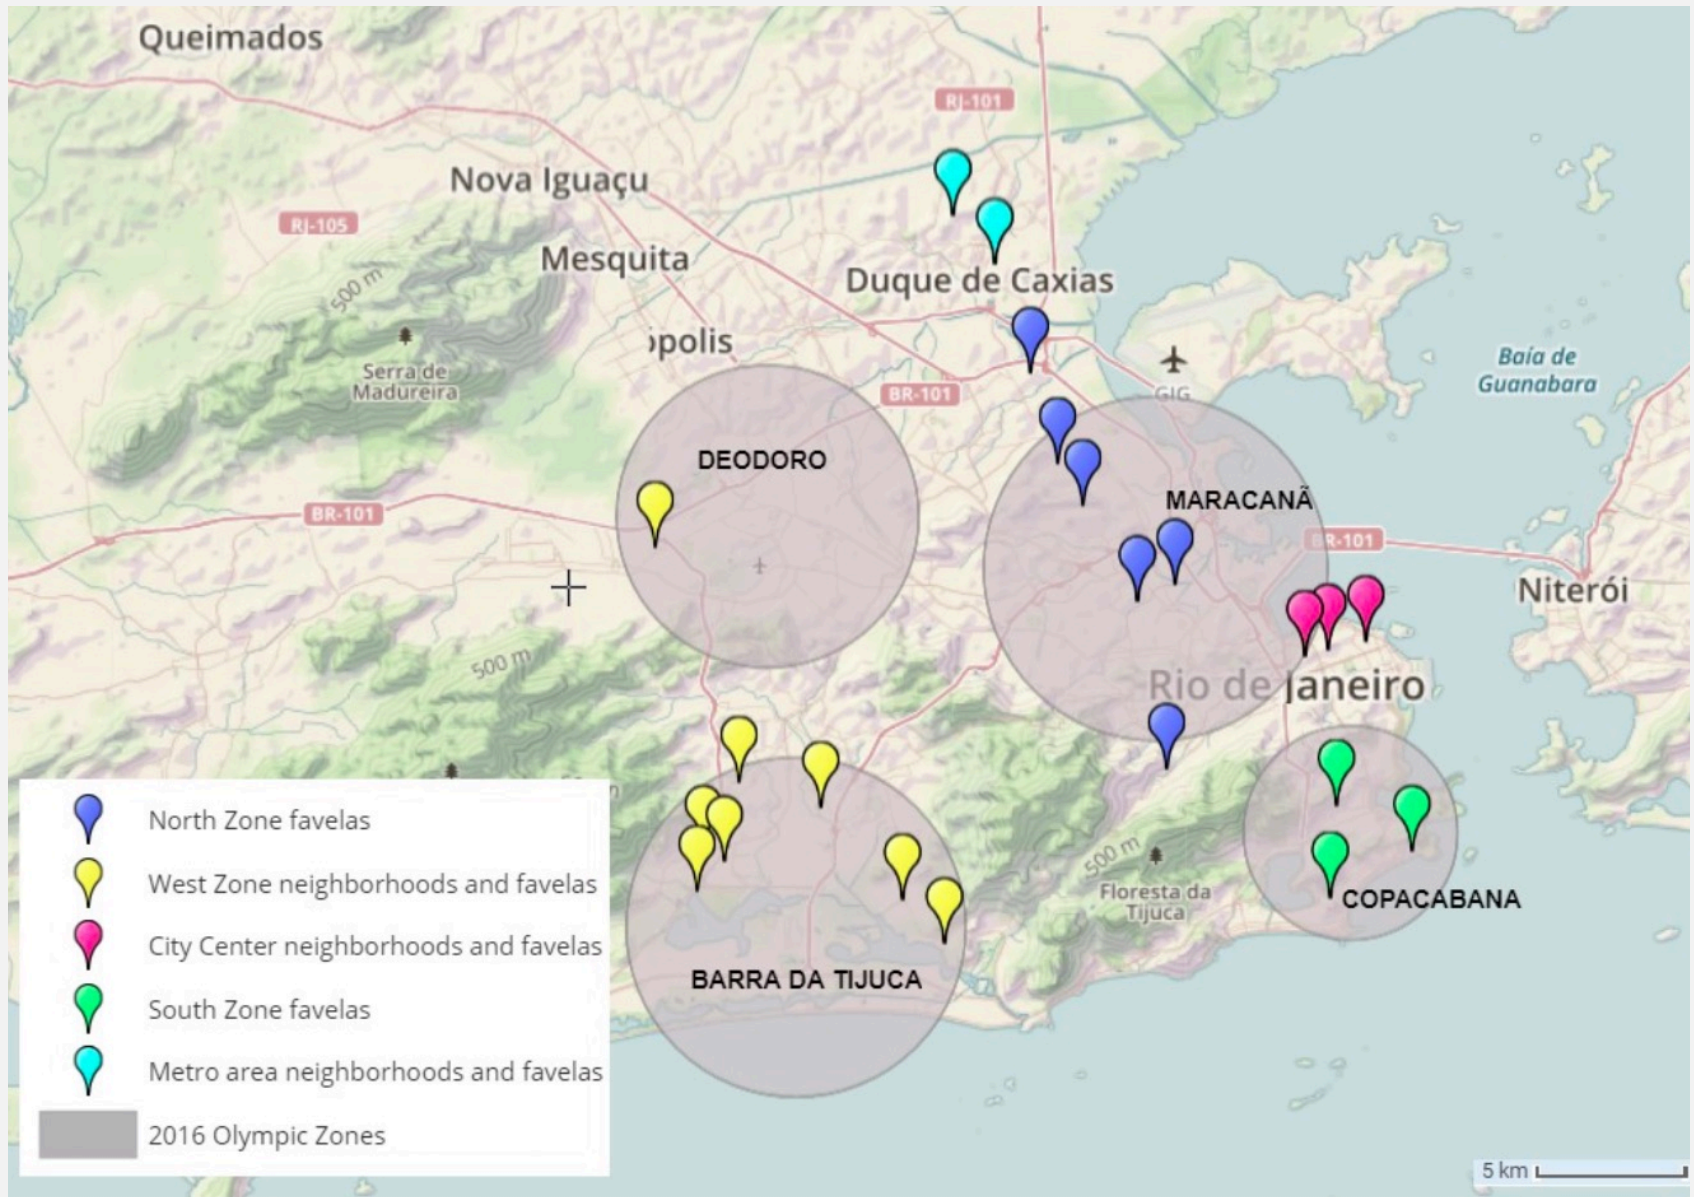 Queimados
RJ-101
Nova Iguaçu
RJ-105
Mesquita
500 m
Duque de Caxias
ópolis
Serra de
Madureira
BR-101
GIG
Baía de
Guanabara
DEODORO
MARACANÃ
BR-101
BR-101
Niterói
500 m
Rio de Janeiro
500 m
Floresta da
Tijuca
COPACABANA
BARRA DA TIJUCA
North Zone favelas
West Zone neighborhoods and favelas
City Center neighborhoods and favelas
South Zone favelas
Metro area neighborhoods and favelas
2016 Olympic Zones
5 km